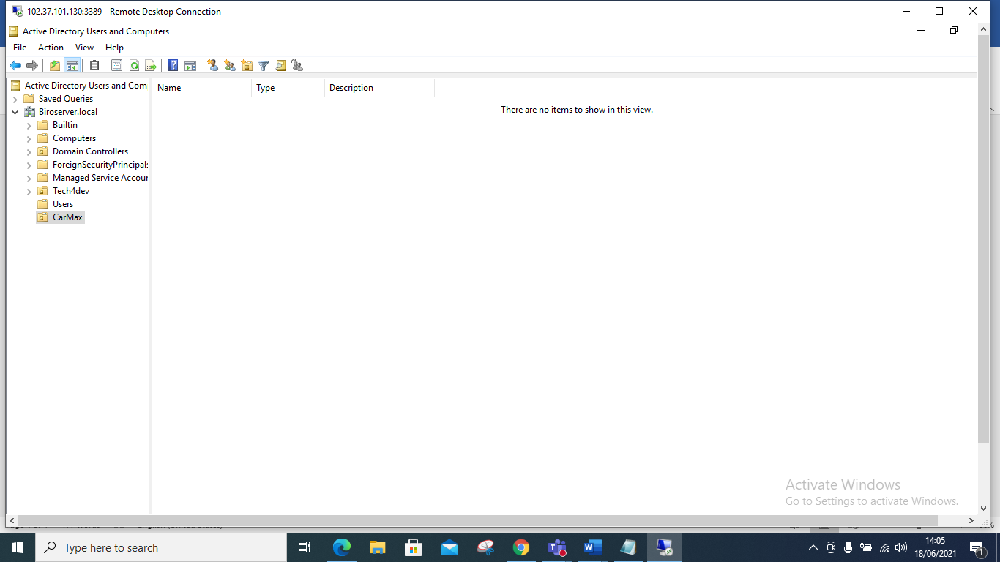 102.37.101.130:3389 - Remote Desktop Connection
Active Directory Users and Computers
File Action View Help
Active Directory Users and Com
Name Type Description
Saved Queries
There are no items to show in this view.
Biroserver.local
Builtin
Computers
Domain Controllers
ForeignSecurityPrincipals
Managed Service Accour
Tech4dev
Users
CarMax
Activate Windows
Go to Settings to activate Windows.
Type here to search
14:05
18/06/2021
1